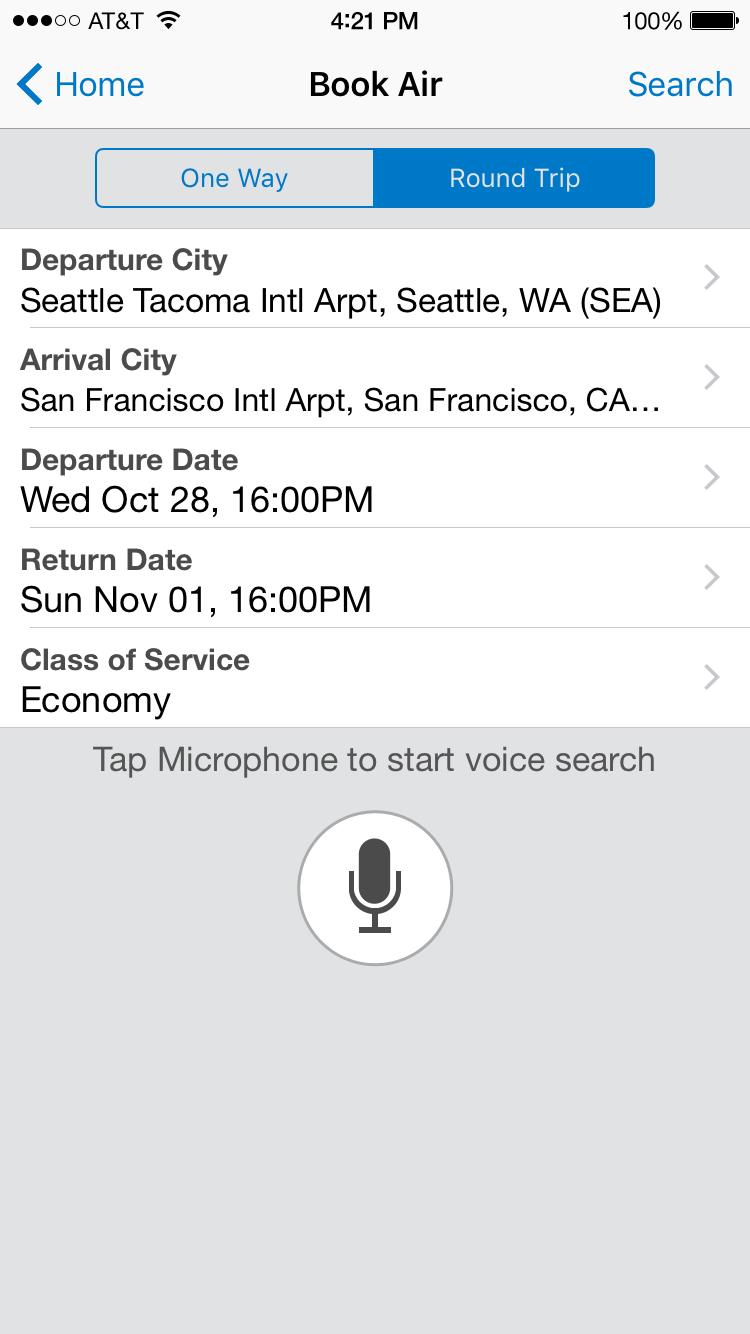 AT&T 4:21 PM 100%
Home Book Air Search
One Way Round Trip
Departure City
Seattle Tacoma Intl Arpt, Seattle, WA (SEA)
Arrival City
San Francisco Intl Arpt, San Francisco, CA...
Departure Date
Wed Oct 28, 16:00PM
Return Date
Sun Nov 01, 16:00PM
Class of Service
Economy
Tap Microphone to start voice search